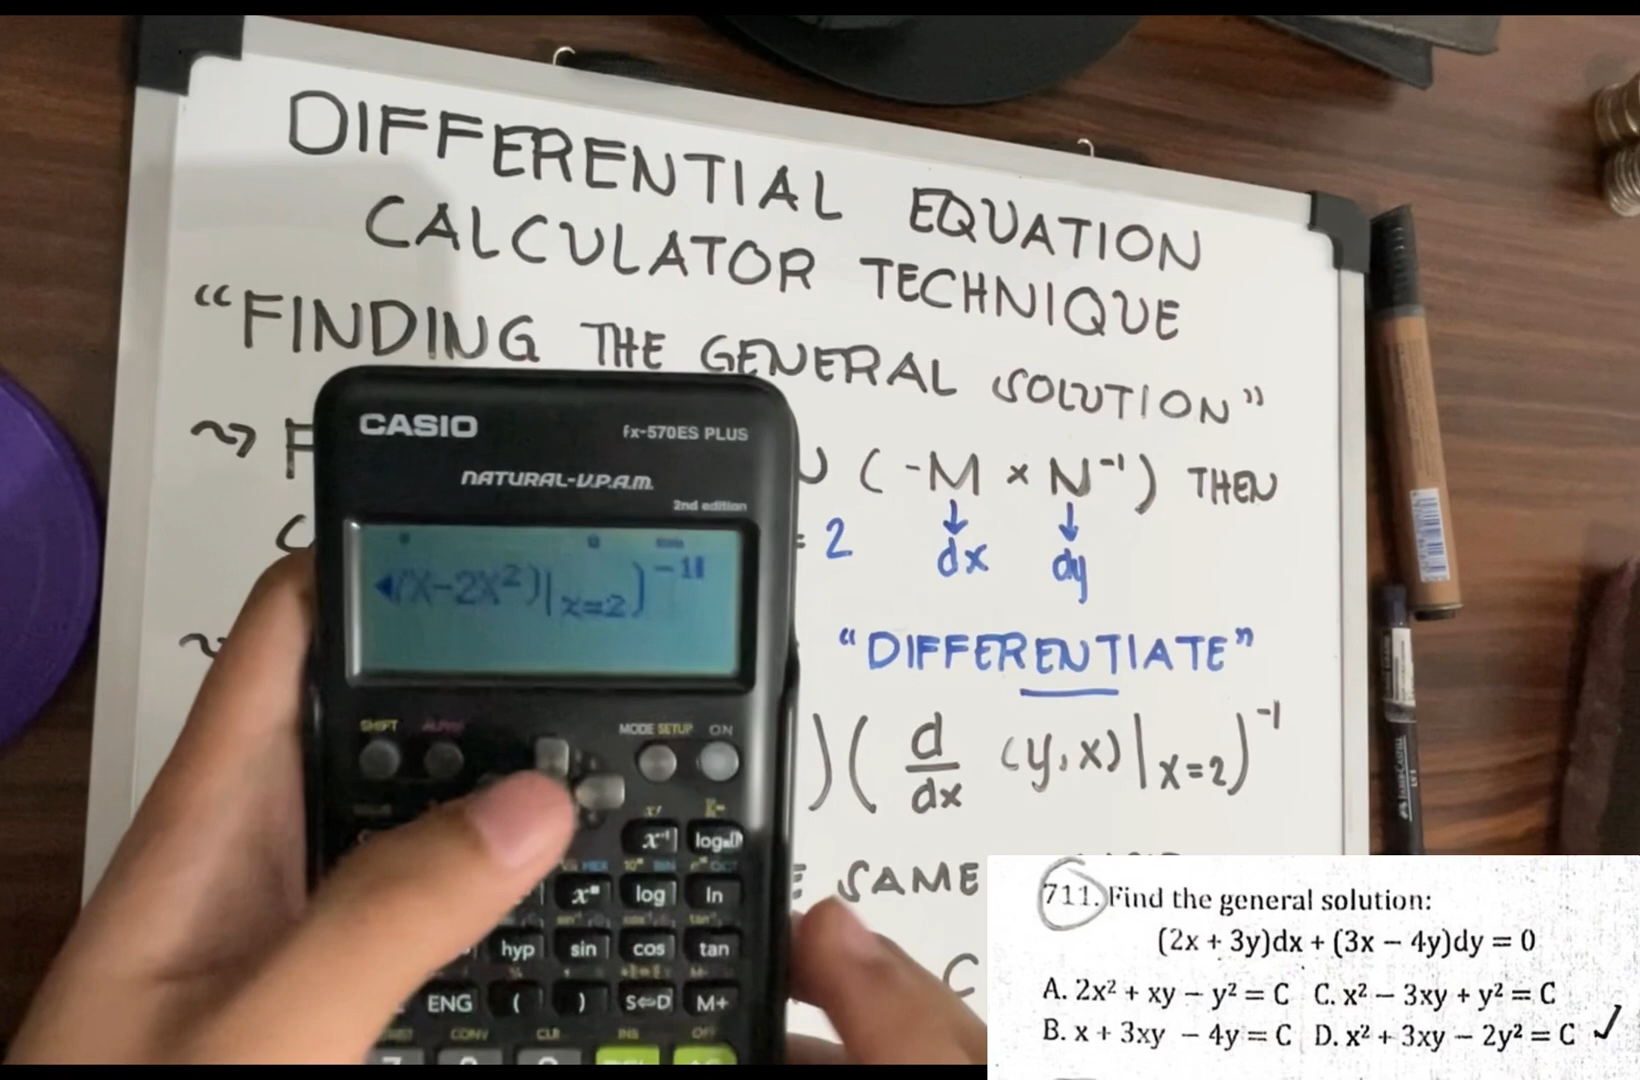 DIFFERENTIAL EQUATION
CALCULATOR TECHNIQUE
"FINDING THE GENERAL SOLUTION"
(-M × N⁻¹) THEN
= 2 dx dy
"DIFFERENTIATE"
)( d/dx (y,x)|x=2)⁻¹
SAME
C
CASIO
fx-570ES PLUS
NATURAL-V.P.A.M.
2nd edition
(X-2X²)|x=2)⁻¹
SHIFT ALPHA MODE SETUP ON
x⁻¹ log
x■ log ln
hyp sin cos tan
ENG ( ) S⇔D M+
CONV CLR INS OFF
711. Find the general solution:
(2x + 3y)dx + (3x − 4y)dy = 0
A. 2x² + xy − y² = C C. x² − 3xy + y² = C
B. x + 3xy − 4y = C D. x² + 3xy − 2y² = C